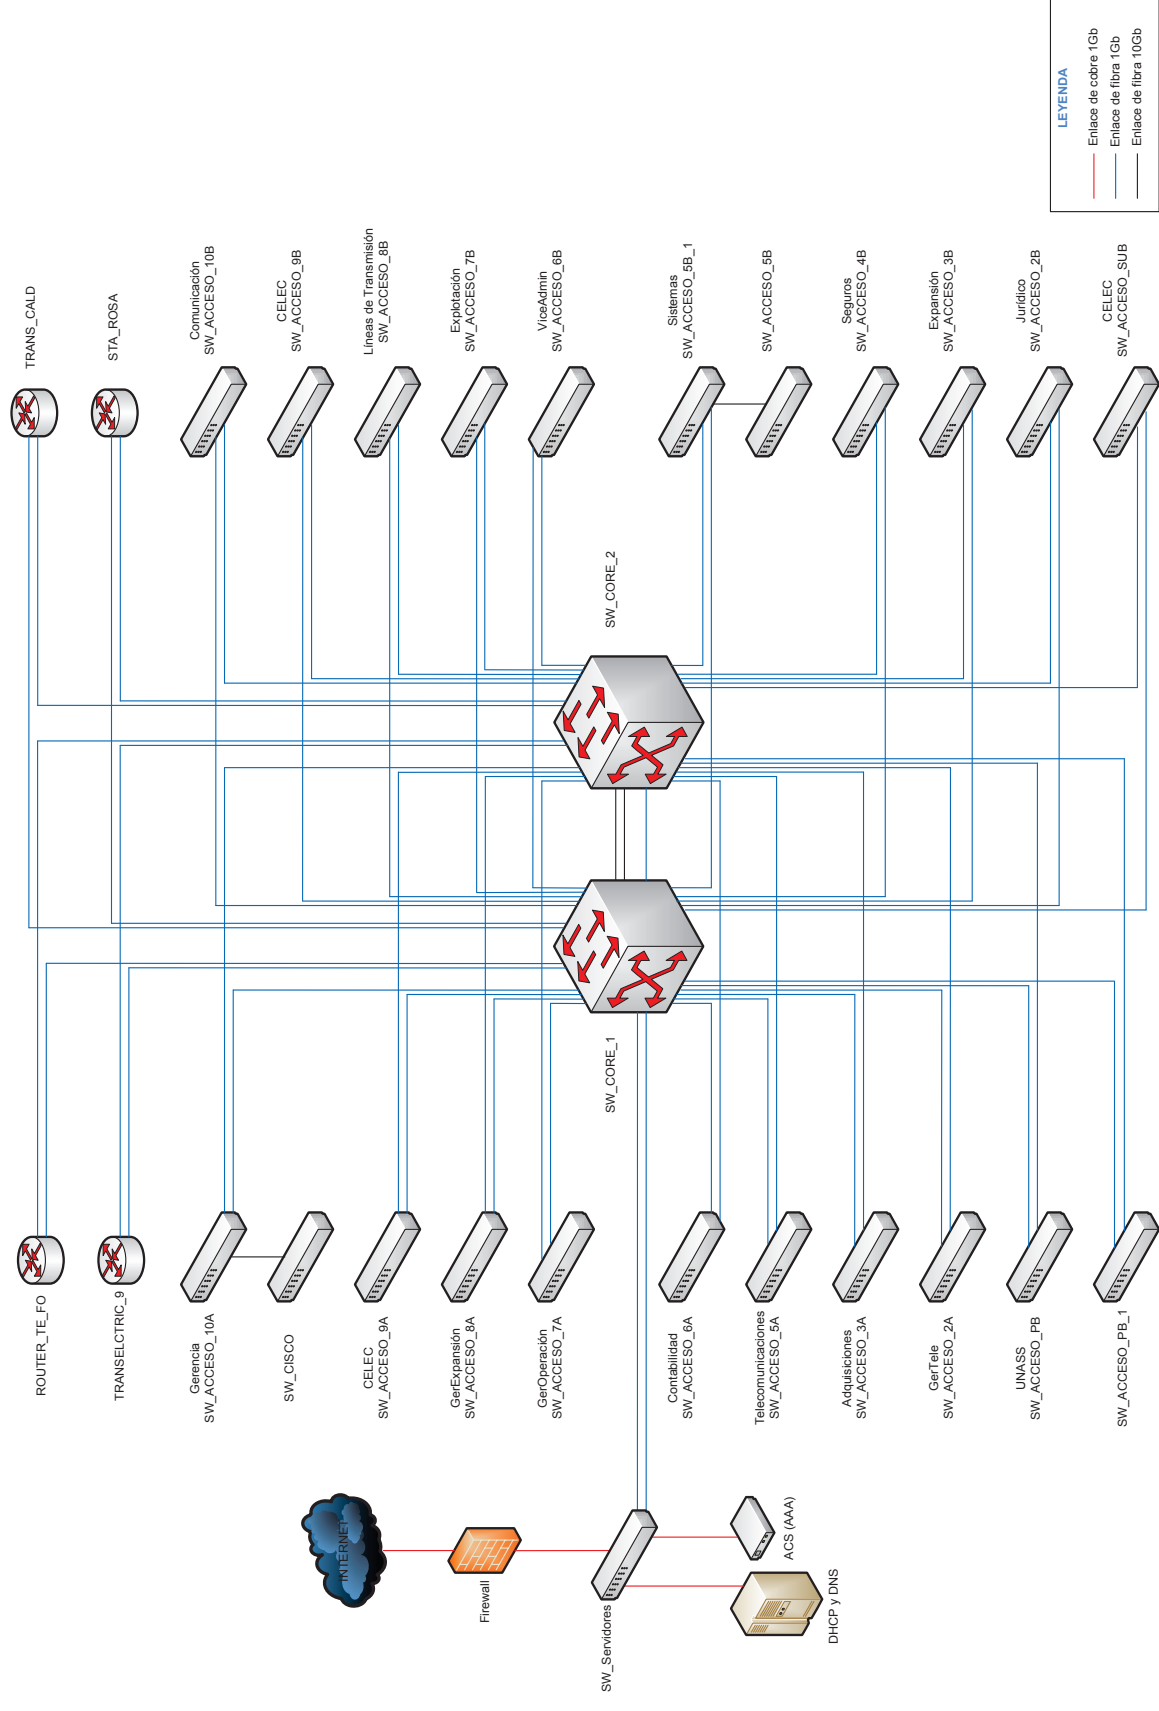 TRANS_CALD
STA_ROSA
Comunicación
SW_ACCESO_10B
CELEC
SW_ACCESO_9B
Líneas de Transmisión
SW_ACCESO_8B
Explotación
SW_ACCESO_7B
ViceAdmin
SW_ACCESO_6B
Sistemas
SW_ACCESO_5B_1
SW_ACCESO_5B
Seguros
SW_ACCESO_4B
Expansión
SW_ACCESO_3B
Jurídico
SW_ACCESO_2B
CELEC
SW_ACCESO_SUB
LEYENDA
Enlace de cobre 1Gb
Enlace de fibra 1Gb
Enlace de fibra 10Gb
SW_CORE_2
SW_CORE_1
ROUTER_TE_FO
TRANSELCTRIC_9
Gerencia
SW_ACCESO_10A
SW_CISCO
CELEC
SW_ACCESO_9A
GerExpansión
SW_ACCESO_8A
GerOperación
SW_ACCESO_7A
Contabilidad
SW_ACCESO_6A
Telecomunicaciones
SW_ACCESO_5A
Adquisiciones
SW_ACCESO_3A
GerTele
SW_ACCESO_2A
UNASS
SW_ACCESO_PB
SW_ACCESO_PB_1
INTERNET
Firewall
SW_Servidores
ACS (AAA)
DHCP y DNS